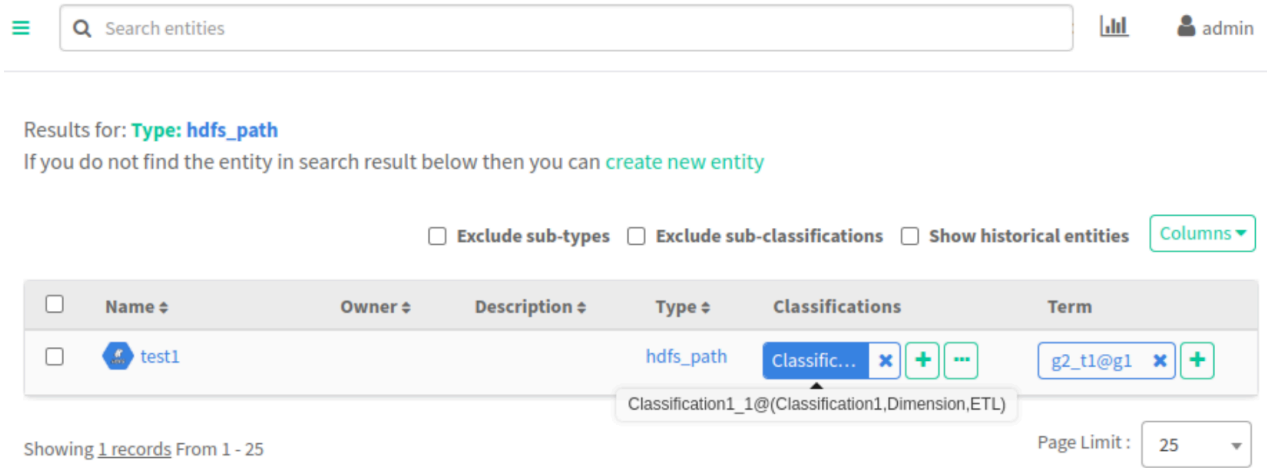 Search entities
admin
Results for: Type: hdfs_path
If you do not find the entity in search result below then you can create new entity
Exclude sub-types Exclude sub-classifications Show historical entities Columns
Name Owner Description Type Classifications Term
test1 hdfs_path Classific... g2_t1@g1
Classification1_1@(Classification1,Dimension,ETL)
Showing 1 records From 1 - 25
Page Limit : 25